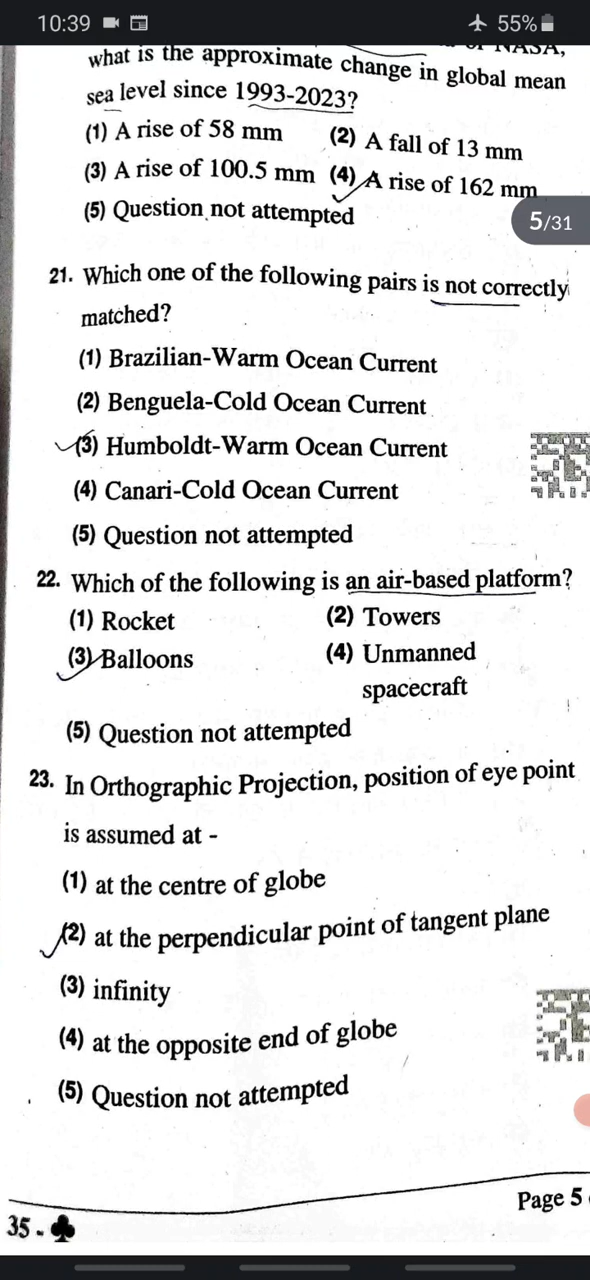 10:39 55%
of NASA,
what is the approximate change in global mean
sea level since 1993-2023?
(1) A rise of 58 mm (2) A fall of 13 mm
(3) A rise of 100.5 mm (4) A rise of 162 mm
(5) Question not attempted
5/31
21. Which one of the following pairs is not correctly
matched?
(1) Brazilian-Warm Ocean Current
(2) Benguela-Cold Ocean Current
(3) Humboldt-Warm Ocean Current
(4) Canari-Cold Ocean Current
(5) Question not attempted
22. Which of the following is an air-based platform?
(1) Rocket (2) Towers
(3) Balloons (4) Unmanned
spacecraft
(5) Question not attempted
23. In Orthographic Projection, position of eye point
is assumed at -
(1) at the centre of globe
(2) at the perpendicular point of tangent plane
(3) infinity
(4) at the opposite end of globe
(5) Question not attempted
Page 5
35 - ♣